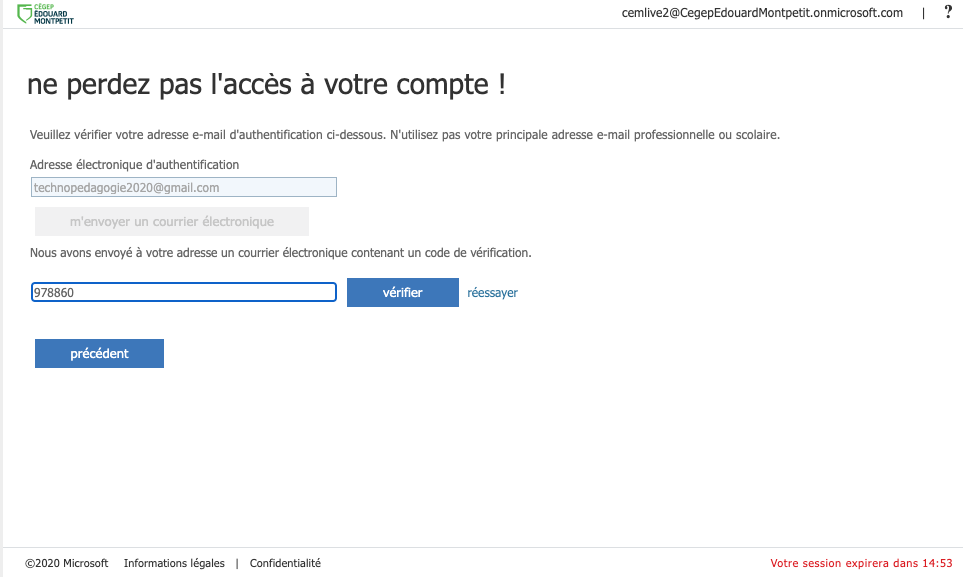 CÉGEP
ÉDOUARD
MONTPETIT
cemlive2@CegepEdouardMontpetit.onmicrosoft.com | ?
ne perdez pas l'accès à votre compte !
Veuillez vérifier votre adresse e-mail d'authentification ci-dessous. N'utilisez pas votre principale adresse e-mail professionnelle ou scolaire.
Adresse électronique d'authentification
technopedagogie2020@gmail.com
m'envoyer un courrier électronique
Nous avons envoyé à votre adresse un courrier électronique contenant un code de vérification.
978860 vérifier réessayer
précédent
©2020 Microsoft Informations légales | Confidentialité Votre session expirera dans 14:53